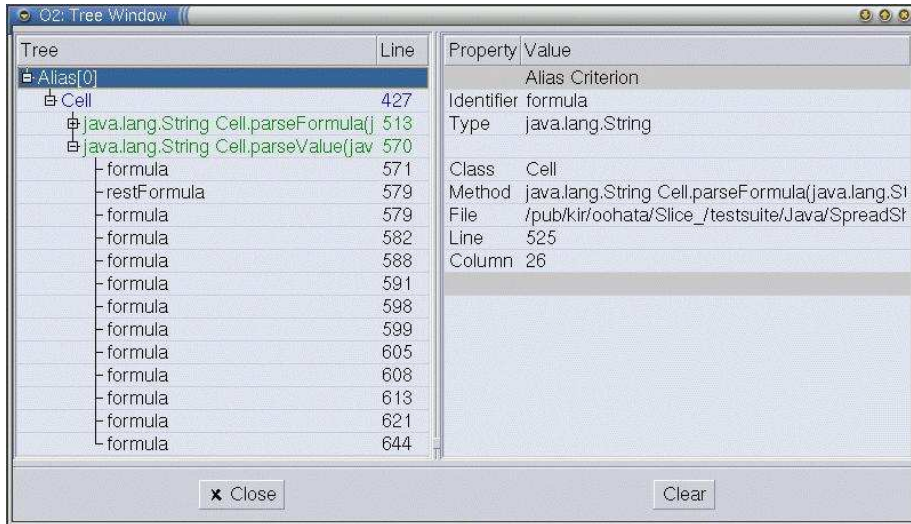 O2: Tree Window
Tree Line
Alias[0]
Cell 427
java.lang.String Cell.parseFormula(j 513
java.lang.String Cell.parseValue(jav 570
formula 571
restFormula 579
formula 579
formula 582
formula 588
formula 591
formula 598
formula 599
formula 605
formula 608
formula 613
formula 621
formula 644
Property Value
Alias Criterion
Identifier formula
Type java.lang.String
Class Cell
Method java.lang.String Cell.parseFormula(java.lang.St
File /pub/kir/oohata/Slice_/testsuite/Java/SpreadSh
Line 525
Column 26
Close
Clear